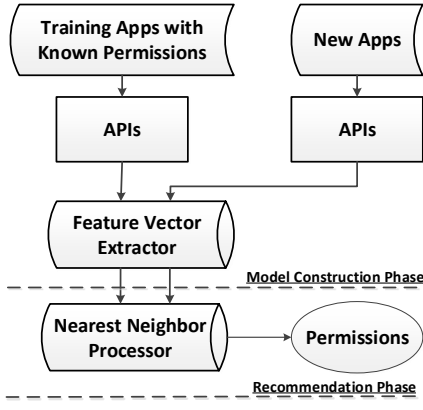 Training Apps with
Known Permissions
New Apps
APIs
APIs
Feature Vector
Extractor
Model Construction Phase
Nearest Neighbor
Processor
Permissions
Recommendation Phase